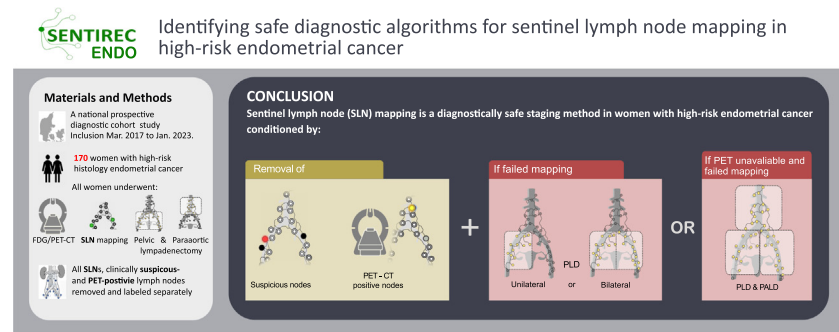 SENTIREC
ENDO
Identifying safe diagnostic algorithms for sentinel lymph node mapping in
high-risk endometrial cancer
Materials and Methods
A national prospective
diagnostic cohort study
Inclusion Mar. 2017 to Jan. 2023.
170 women with high-risk
histology endometrial cancer
All women underwent:
FDG/PET-CT SLN mapping Pelvic & Paraaortic
lympadenectomy
All SLNs, clinically suspicous-
and PET-postivie lymph nodes
removed and labeled separately
CONCLUSION
Sentinel lymph node (SLN) mapping is a diagnostically safe staging method in women with high-risk endometrial cancer
conditioned by:
Removal of
Suspicious nodes
PET - CT
positive nodes
+
If failed mapping
PLD
Unilateral or Bilateral
OR
If PET unavaliable and
failed mapping
PLD & PALD